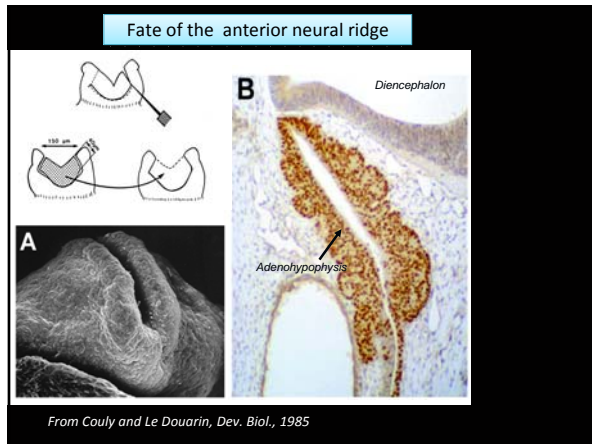 Fate of the anterior neural ridge
150 µm
A
B
Diencephalon
Adenohypophysis
From Couly and Le Douarin, Dev. Biol., 1985